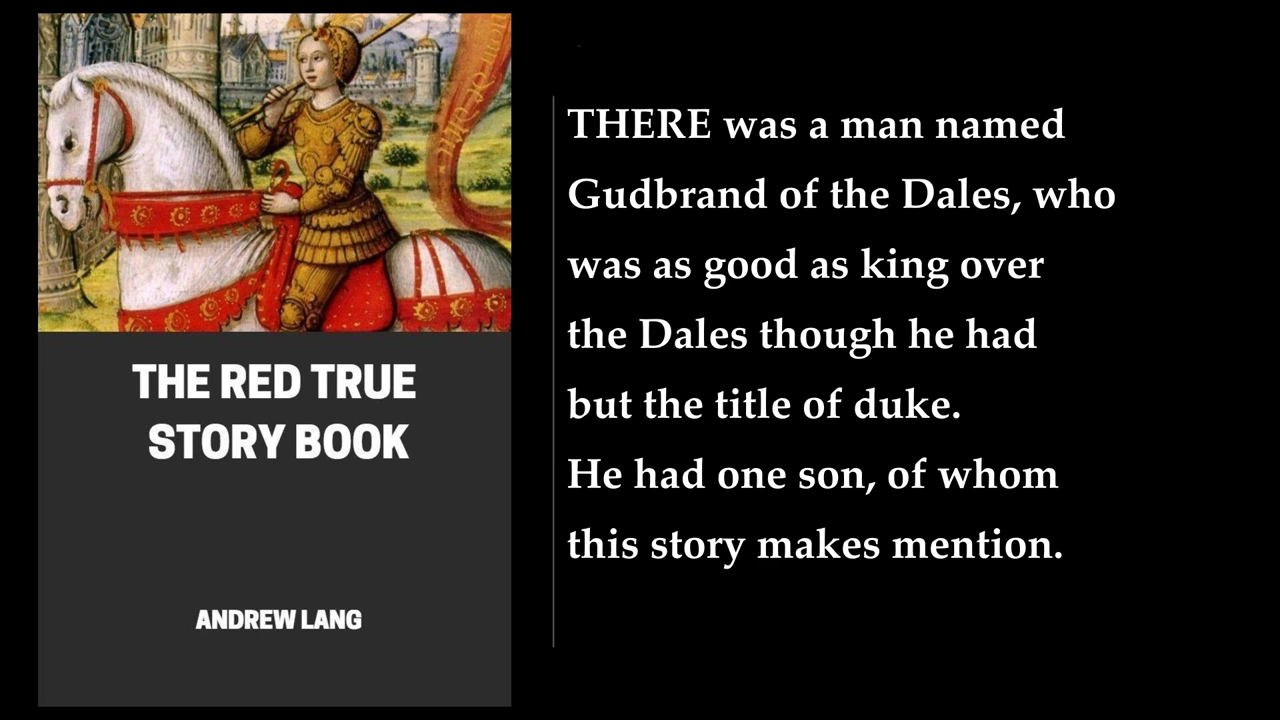 THE RED TRUE
STORY BOOK
ANDREW LANG
THERE was a man named
Gudbrand of the Dales, who
was as good as king over
the Dales though he had
but the title of duke.
He had one son, of whom
this story makes mention.